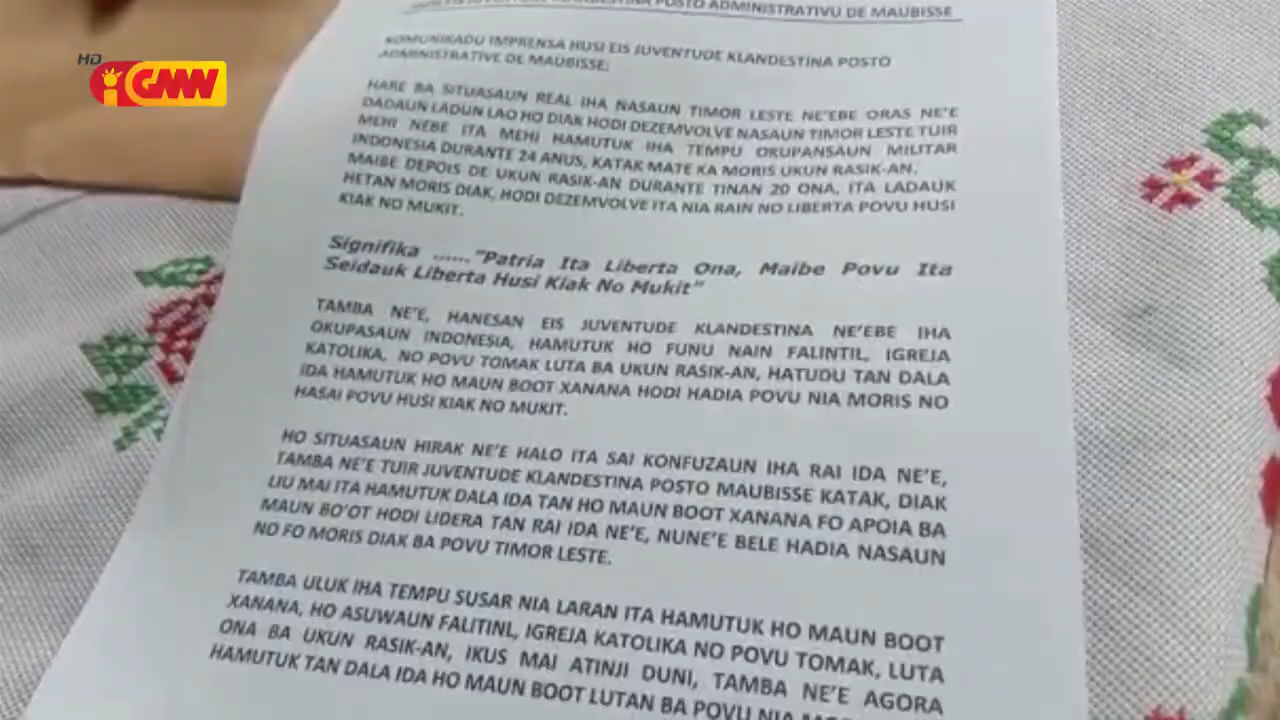 HD
GMN
KLANDESTINA POSTO ADMINISTRATIVU DE MAUBISSE
KOMUNIKADU IMPRENSA HUSI EIS JUVENTUDE KLANDESTINA POSTO
ADMINISTRATIVE DE MAUBISSE;
HARE BA SITUASAUN REAL IHA NASAUN TIMOR LESTE NE'EBE ORAS NE'E
DADAUN LADUN LAO HO DIAK HODI DEZEMVOLVE NASAUN TIMOR LESTE TUIR
MEHI NEBE ITA MEHI HAMUTUK IHA TEMPU OKUPANSAUN MILITAR
INDONESIA DURANTE 24 ANUS, KATAK MATE KA MORIS UKUN RASIK-AN.
MAIBE DEPOIS DE UKUN RASIK-AN DURANTE TINAN 20 ONA, ITA LADAUK
HETAN MORIS DIAK, HODI DEZEMVOLVE ITA NIA RAIN NO LIBERTA POVU HUSI
KIAK NO MUKIT.
Signifika ......"Patria Ita Liberta Ona, Maibe Povu Ita
Seidauk Liberta Husi Kiak No Mukit"
TAMBA NE'E, HANESAN EIS JUVENTUDE KLANDESTINA NE'EBE IHA
OKUPASAUN INDONESIA, HAMUTUK HO FUNU NAIN FALINTIL, IGREJA
KATOLIKA, NO POVU TOMAK LUTA BA UKUN RASIK-AN, HATUDU TAN DALA
IDA HAMUTUK HO MAUN BOOT XANANA HODI HADIA POVU NIA MORIS NO
HASAI POVU HUSI KIAK NO MUKIT.
HO SITUASAUN HIRAK NE'E HALO ITA SAI KONFUZAUN IHA RAI IDA NE'E,
TAMBA NE'E TUIR JUVENTUDE KLANDESTINA POSTO MAUBISSE KATAK, DIAK
LIU MAI ITA HAMUTUK DALA IDA TAN HO MAUN BOOT XANANA FO APOIA BA
MAUN BO'OT HODI LIDERA TAN RAI IDA NE'E, NUNE'E BELE HADIA NASAUN
NO FO MORIS DIAK BA POVU TIMOR LESTE.
TAMBA ULUK IHA TEMPU SUSAR NIA LARAN ITA HAMUTUK HO MAUN BOOT
XANANA, HO ASUWAUN FALITINL, IGREJA KATOLIKA NO POVU TOMAK, LUTA
ONA BA UKUN RASIK-AN, IKUS MAI ATINJI DUNI, TAMBA NE'E AGORA
HAMUTUK TAN DALA IDA HO MAUN BOOT LUTAN BA POVU NIA